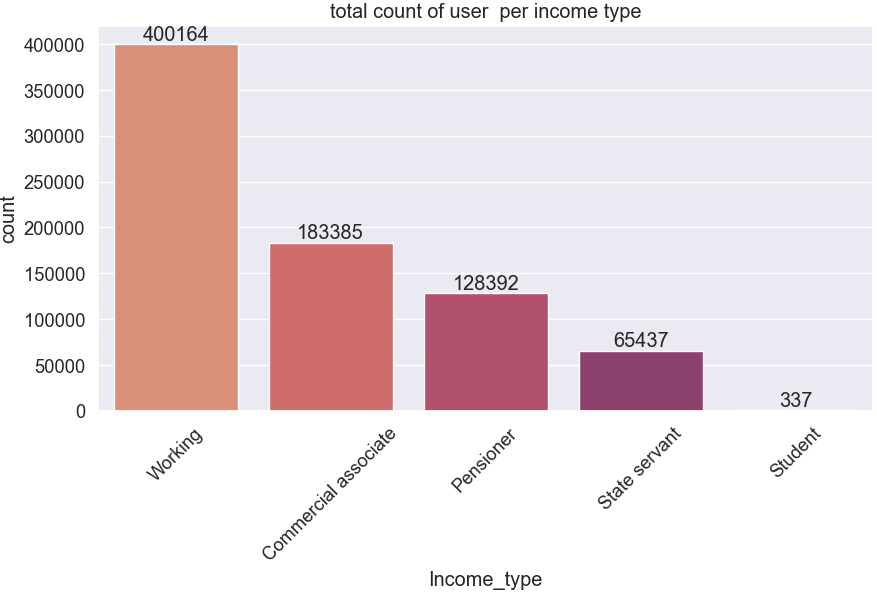 total count of user  per income type
count
400000
350000
300000
250000
200000
150000
100000
50000
0
400164
183385
128392
65437
337
Working
Commercial associate
Pensioner
State servant
Student
Income_type